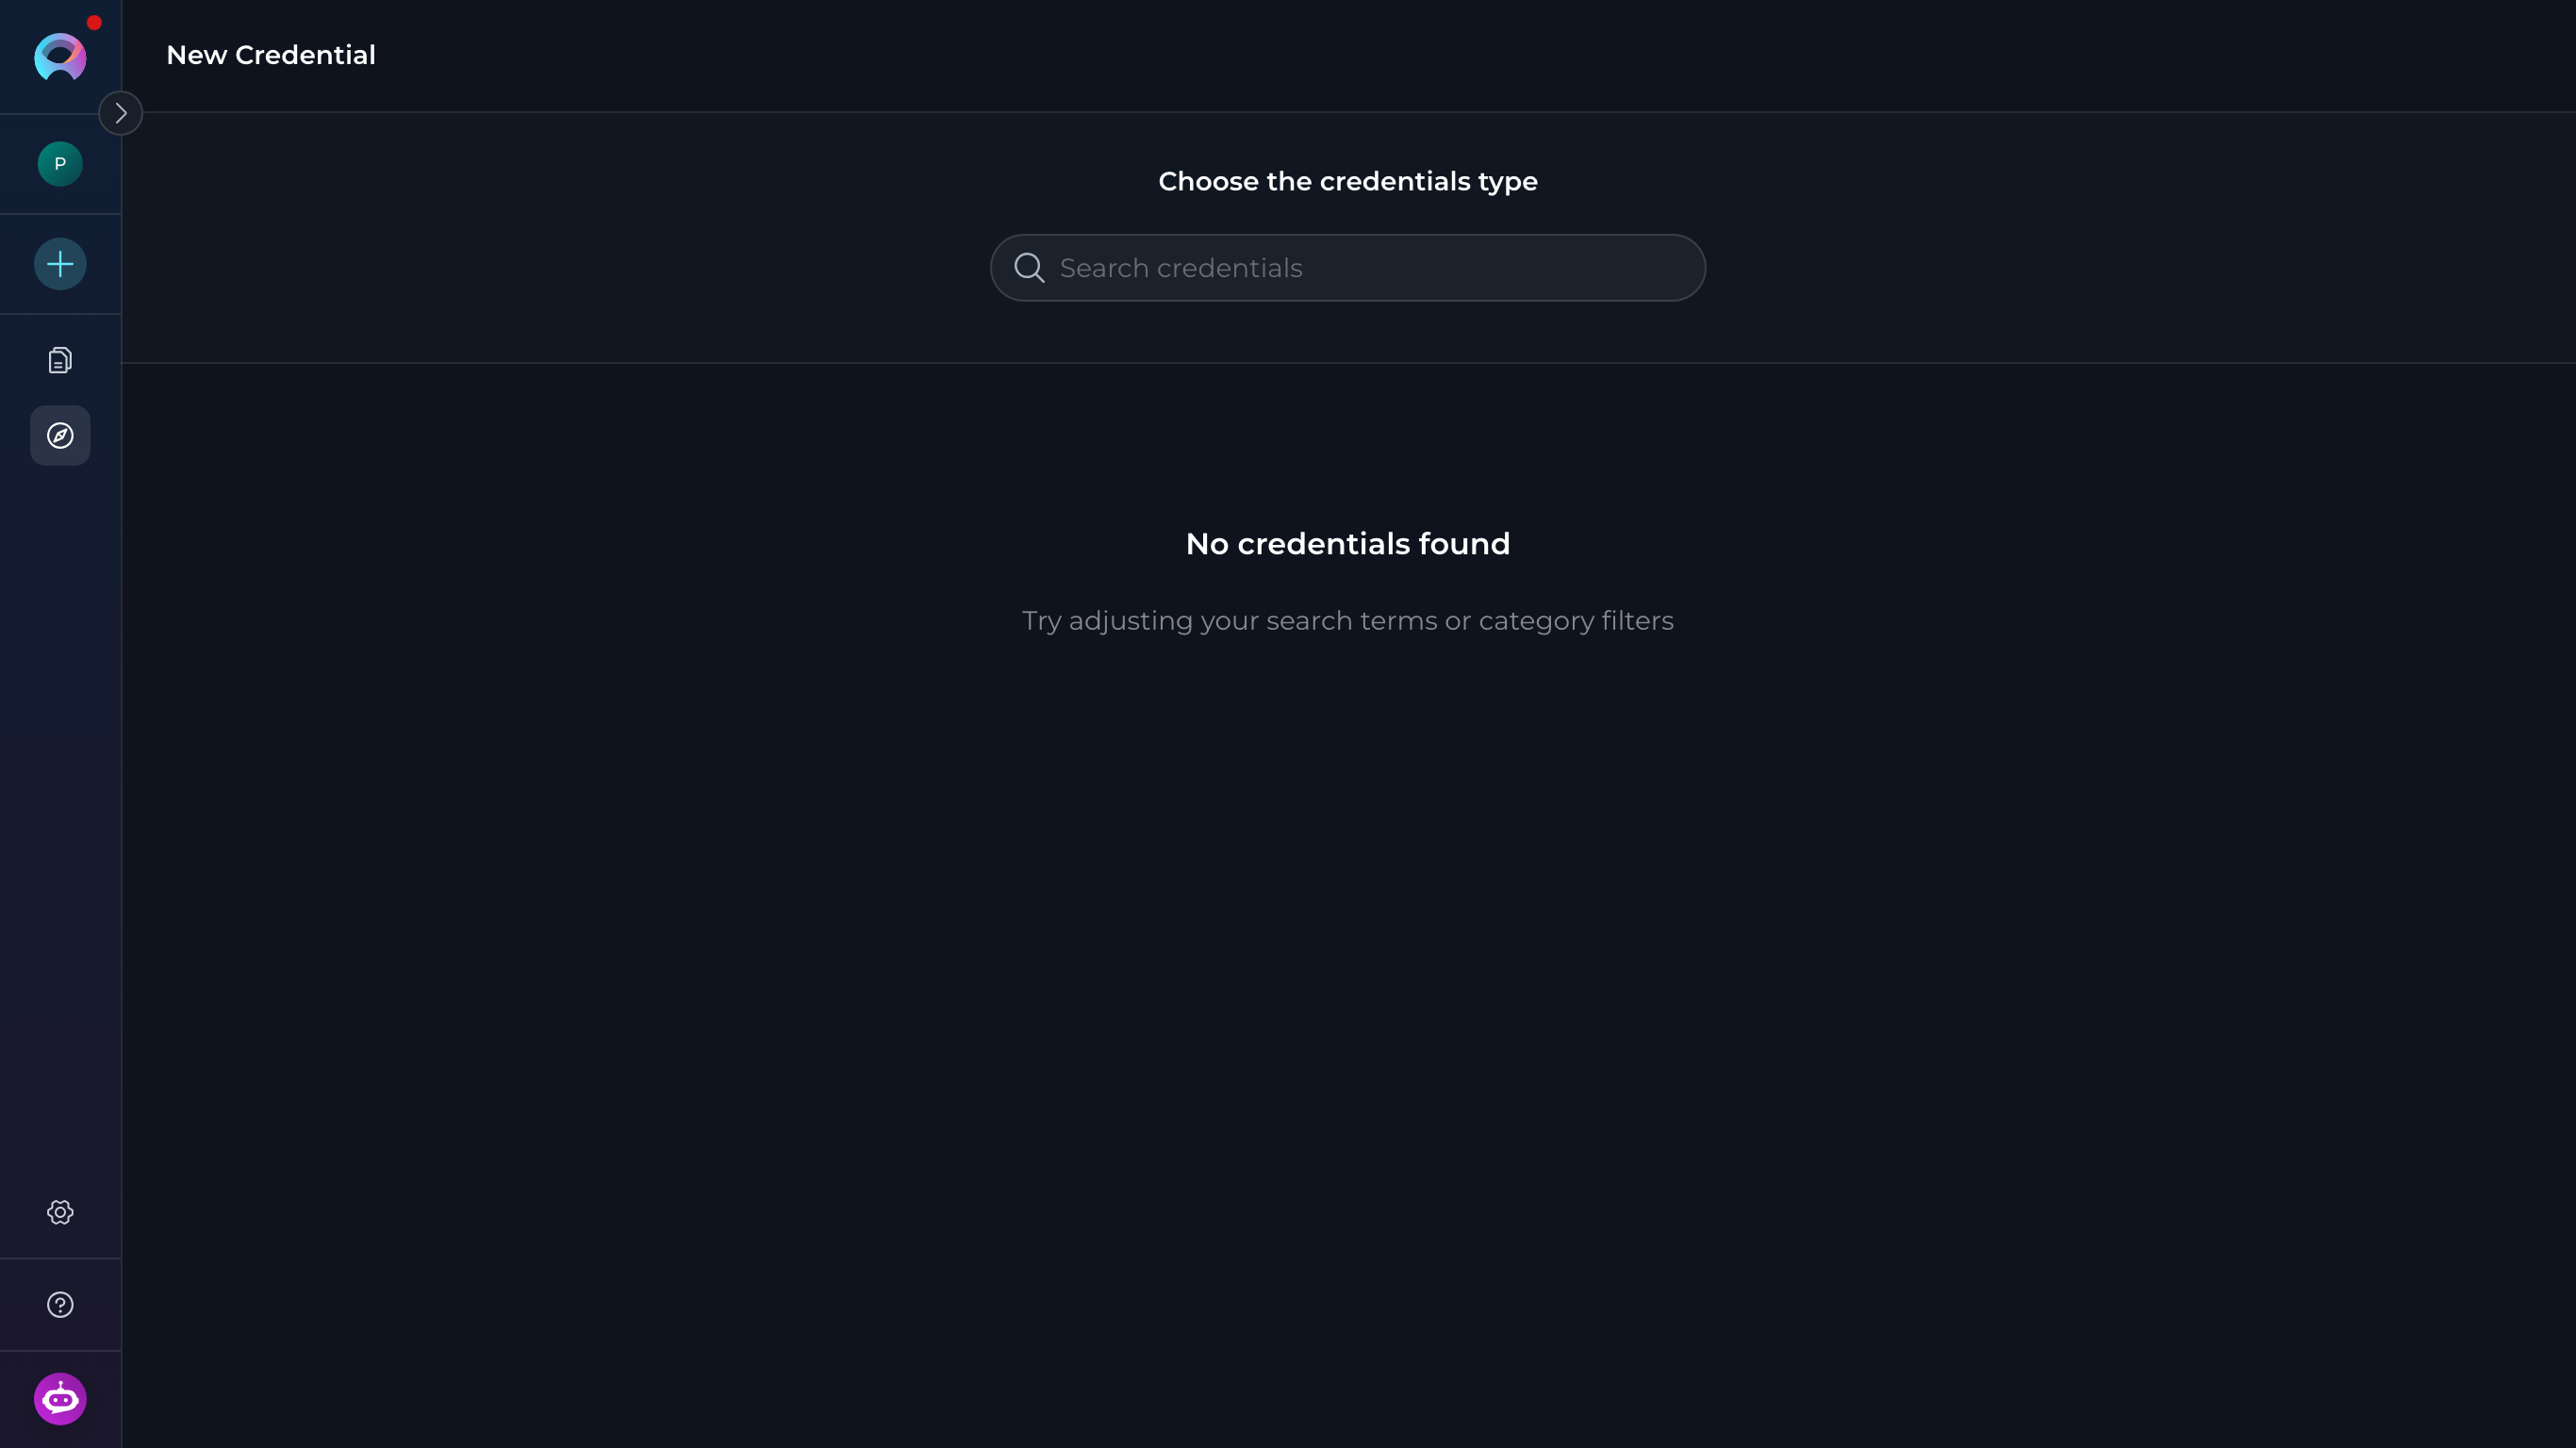 New Credential
P
Choose the credentials type
Search credentials
No credentials found
Try adjusting your search terms or category filters